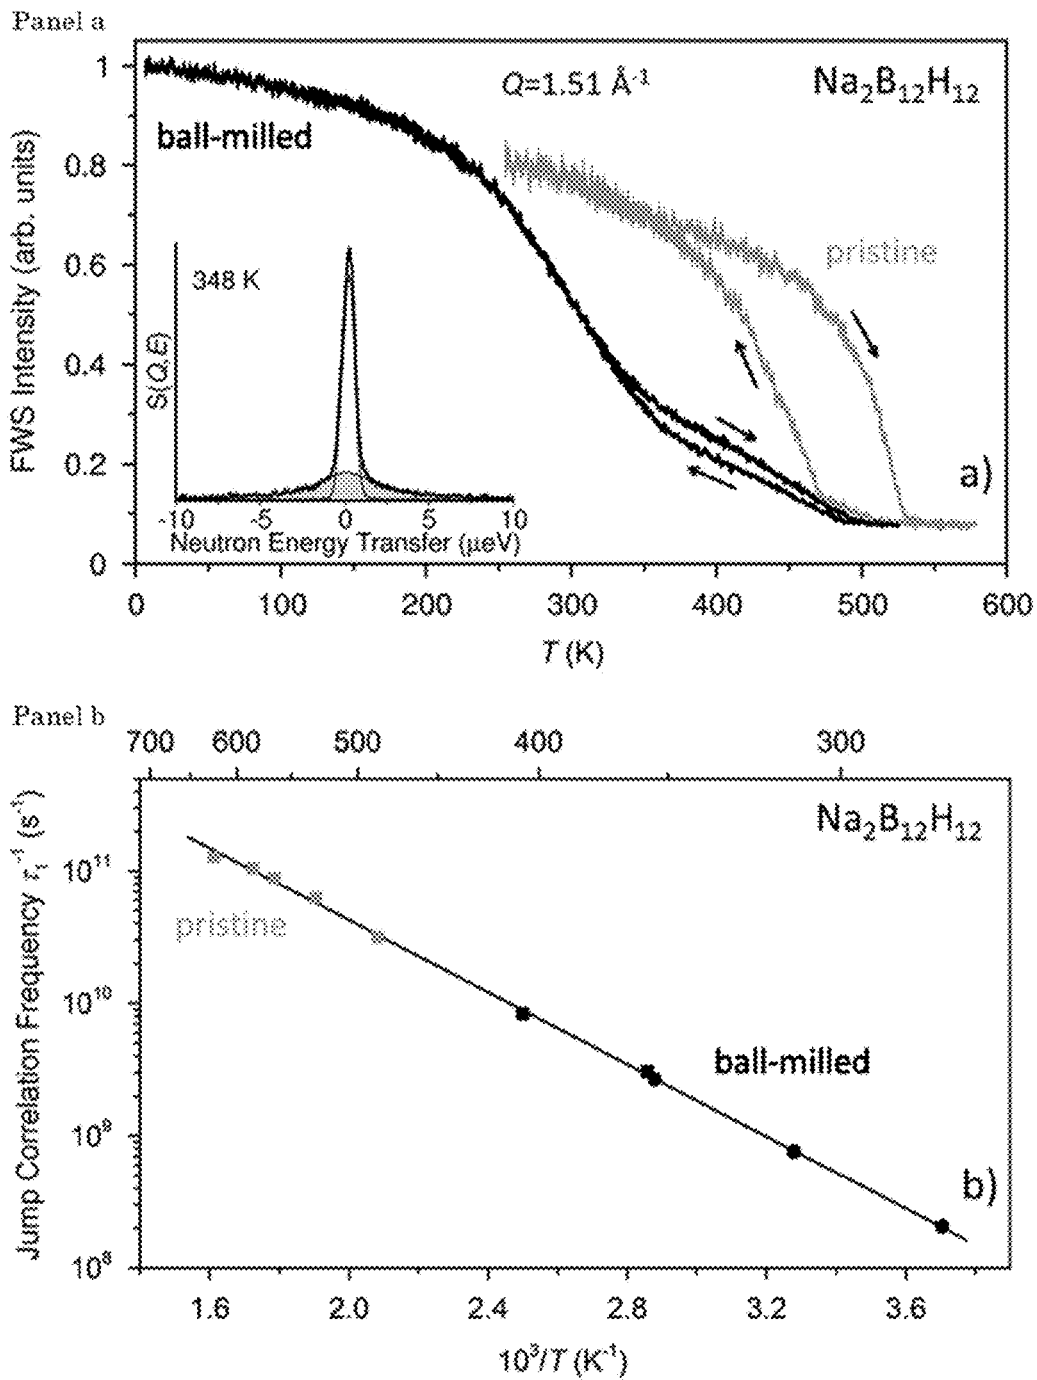 Panel a
Q=1.51 Å⁻¹
Na₂B₁₂H₁₂
ball-milled
pristine
FWS Intensity (arb. units)
1
0.8
0.6
0.4
0.2
0
348 K
S(Q,E)
-10
-5
0
5
10
Neutron Energy Transfer (μeV)
a)
0
100
200
300
400
500
600
T (K)
Panel b
700
600
500
400
300
Na₂B₁₂H₁₂
Jump Correlation Frequency τ₁⁻¹ (s⁻¹)
10¹¹
10¹⁰
10⁹
10⁸
pristine
ball-milled
b)
1.6
2.0
2.4
2.8
3.2
3.6
10³/T (K⁻¹)